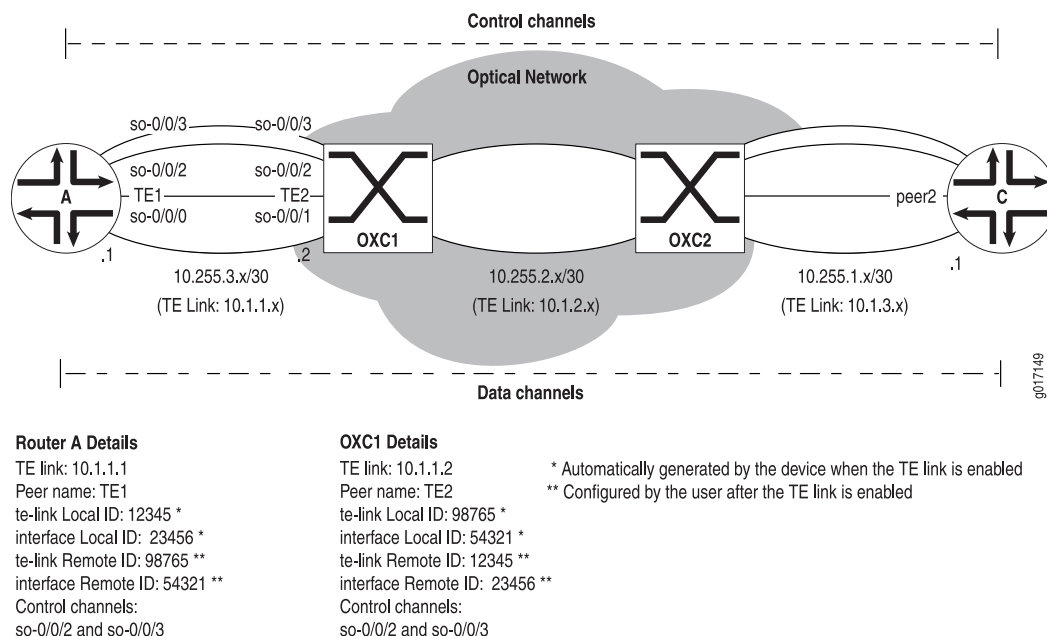 Control channels
Optical Network
so-0/0/3 so-0/0/3
so-0/0/2 so-0/0/2
A TE1 TE2 peer2 C
so-0/0/0 so-0/0/1
OXC1 OXC2
.1 .2 .1
10.255.3.x/30 10.255.2.x/30 10.255.1.x/30
(TE Link: 10.1.1.x) (TE Link: 10.1.2.x) (TE Link: 10.1.3.x)
Data channels
g017149
Router A Details
TE link: 10.1.1.1
Peer name: TE1
te-link Local ID: 12345 *
interface Local ID: 23456 *
te-link Remote ID: 98765 **
interface Remote ID: 54321 **
Control channels:
so-0/0/2 and so-0/0/3
OXC1 Details
TE link: 10.1.1.2
Peer name: TE2
te-link Local ID: 98765 *
interface Local ID: 54321 *
te-link Remote ID: 12345 **
interface Remote ID: 23456 **
Control channels:
so-0/0/2 and so-0/0/3
* Automatically generated by the device when the TE link is enabled
** Configured by the user after the TE link is enabled